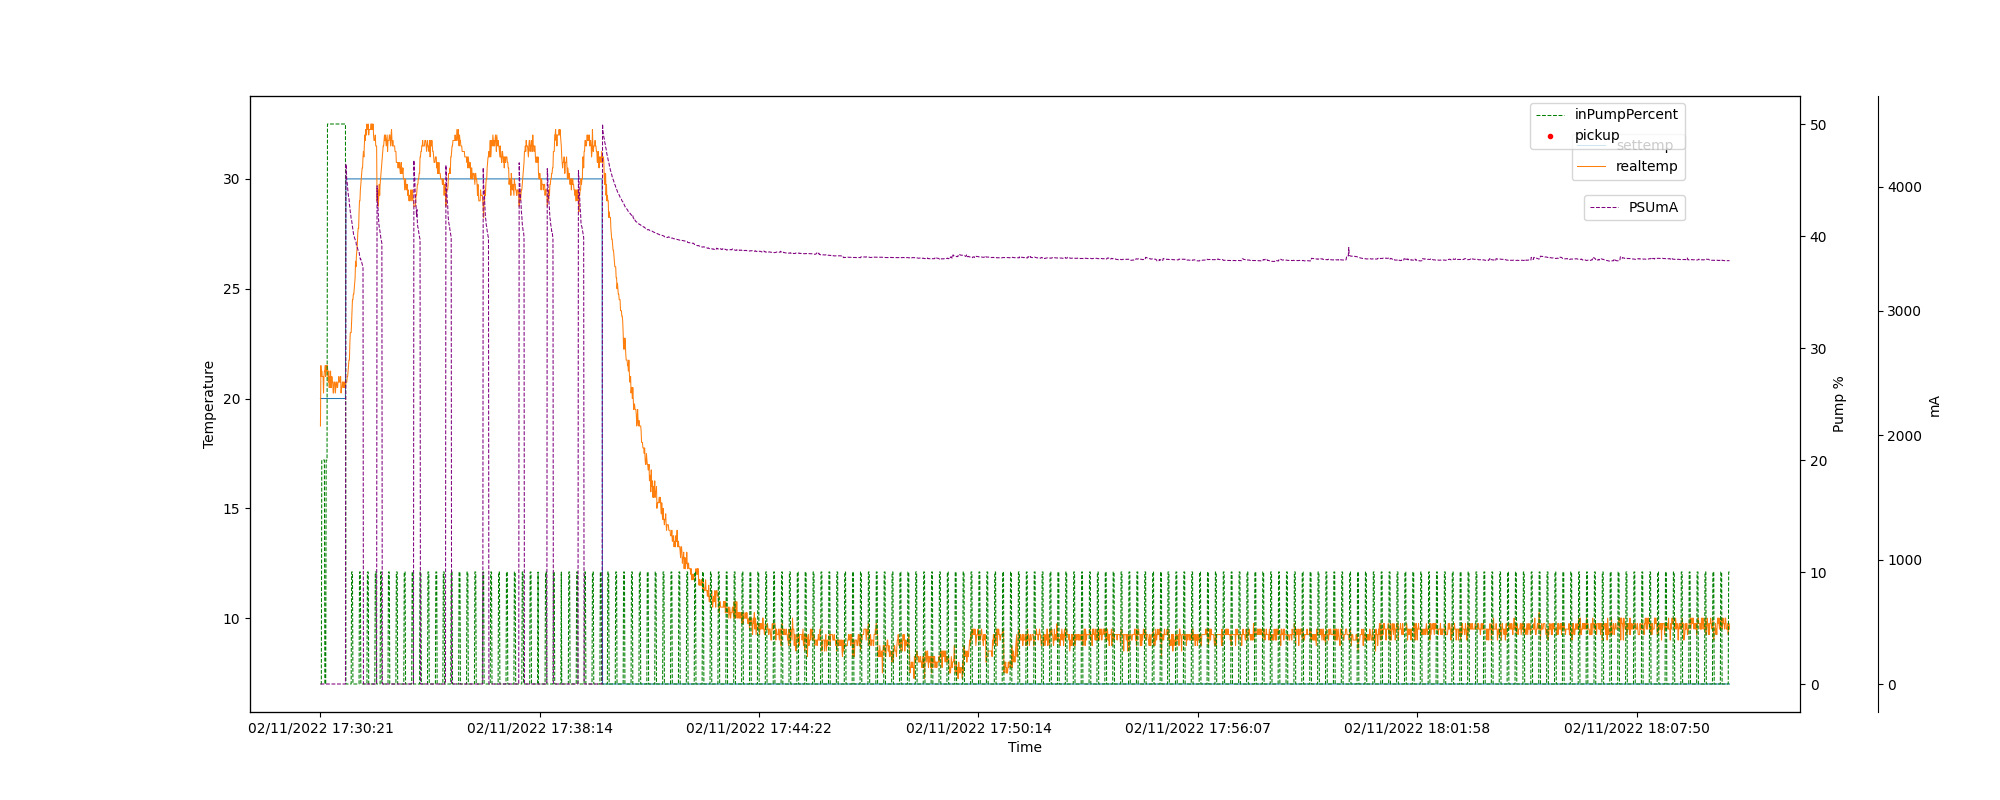 inPumpPercent
pickup
settemp
realtemp
PSUmA
Temperature
30
25
20
15
10
50
40
30
20
10
0
Pump %
4000
3000
2000
1000
0
mA
02/11/2022 17:30:21
02/11/2022 17:38:14
02/11/2022 17:44:22
02/11/2022 17:50:14
02/11/2022 17:56:07
02/11/2022 18:01:58
02/11/2022 18:07:50
Time